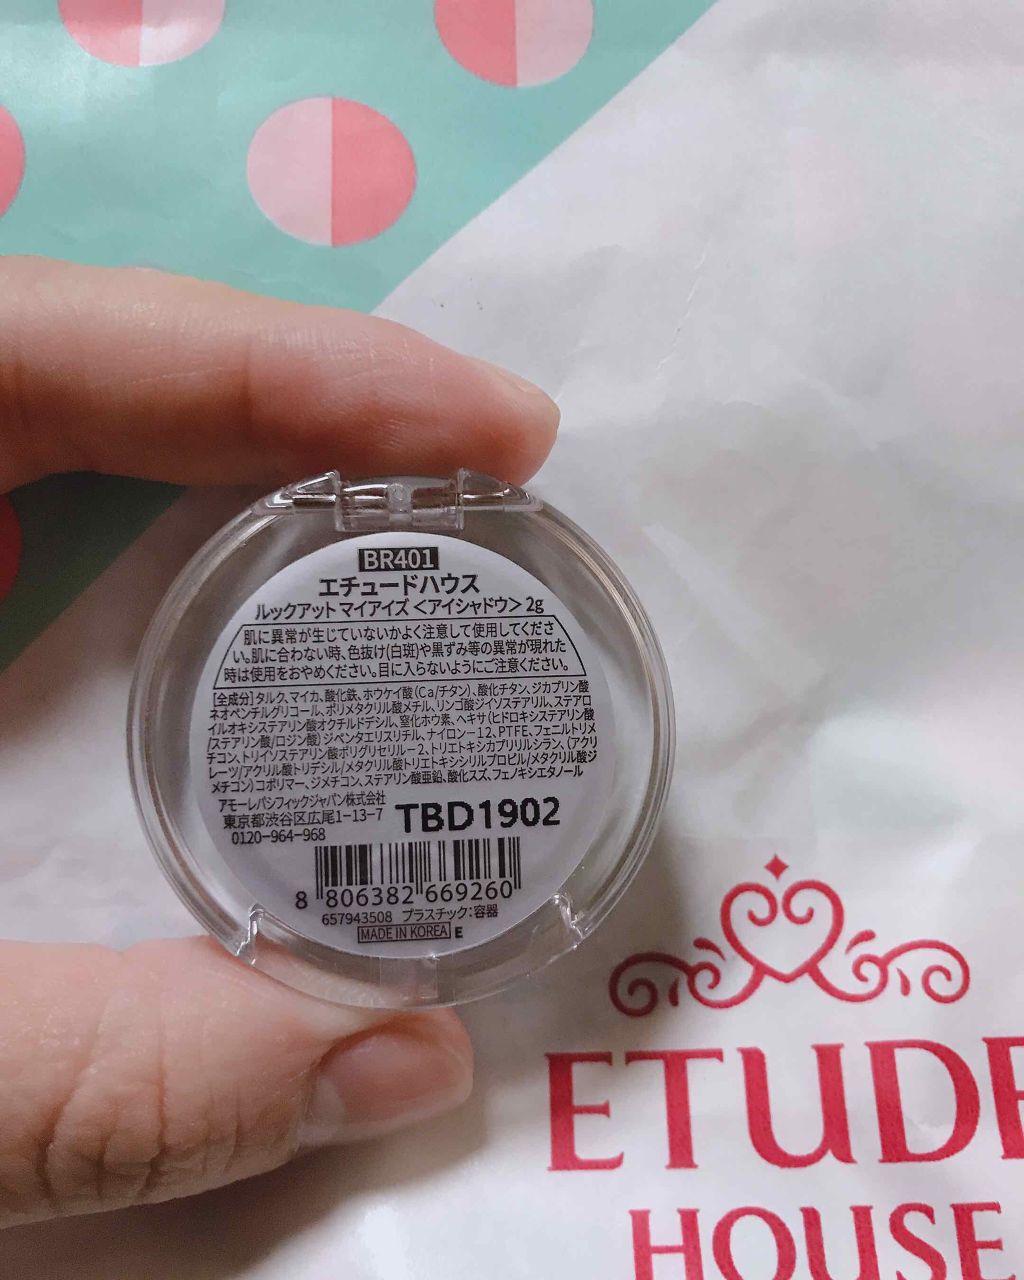 BR401
エチュードハウス
ルックアット マイアイズ <アイシャドウ> 2g
肌に異常が生じていないかよく注意して使用してくださ
い。肌に合わない時、色抜け(白斑)や黒ずみ等の異常が現れた
時は使用をおやめください。目に入らないようにご注意ください。
[全成分]タルク、マイカ、酸化鉄、ホウケイ酸(Ca/チタン)、酸化チタン、ジカプリン酸
ネオペンチルグリコール、ポリメタクリル酸メチル、リンゴ酸ジイソステアリル、ステアロ
イルオキシステアリン酸オクチルドデシル、窒化ホウ素、ヘキサ(ヒドロキシステアリン酸
/ステアリン酸/ロジン酸)ジペンタエリスリチル、ナイロン-12、PTFE、フェニルトリメ
チコン、トリイソステアリン酸ポリグリセリル-2、トリエトキシカプリリルシラン、(アクリ
レーツ/アクリル酸トリデシル/メタクリル酸トリエトキシシリルプロピル/メタクリル酸ジ
メチコン)コポリマー、ジメチコン、ステアリン酸亜鉛、酸化スズ、フェノキシエタノール
アモーレパシフィックジャパン株式会社
東京都渋谷区広尾1-13-7
0120-964-968
TBD1902
8 806382 669260
657943508 プラスチック:容器
MADE IN KOREA E
ETUDE
HOUSE